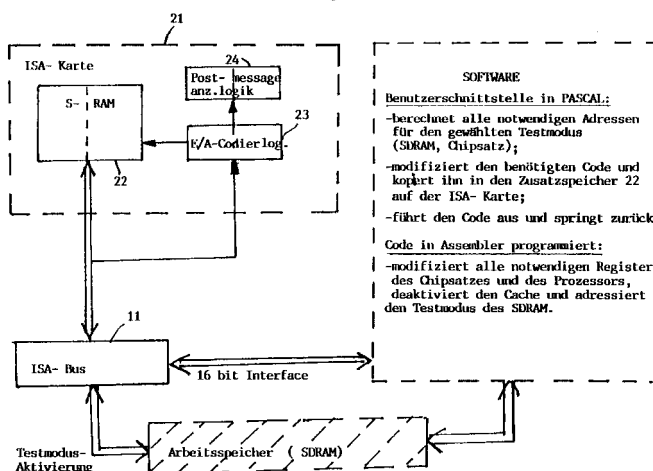 21
ISA- Karte
24
Post- message
anz.logik
S- RAM
23
E/A-Codierlog.
22
11
ISA- Bus
16 bit Interface
Testmodus-
Aktivierung
Arbeitsspeicher ( SDRAM)
SOFTWARE
Benutzerschnittstelle in PASCAL:
-berechnet alle notwendigen Adressen
für den gewählten Testmodus
(SDRAM, Chipsatz);
-modifiziert den benötigten Code und
kopiert ihn in den Zusatzspeicher 22
auf der ISA- Karte;
-führt den Code aus und springt zurück
Code in Assembler programmiert:
-modifiziert alle notwendigen Register
des Chipsatzes und des Prozessors,
deaktiviert den Cache und adressiert
den Testmodus des SDRAM.